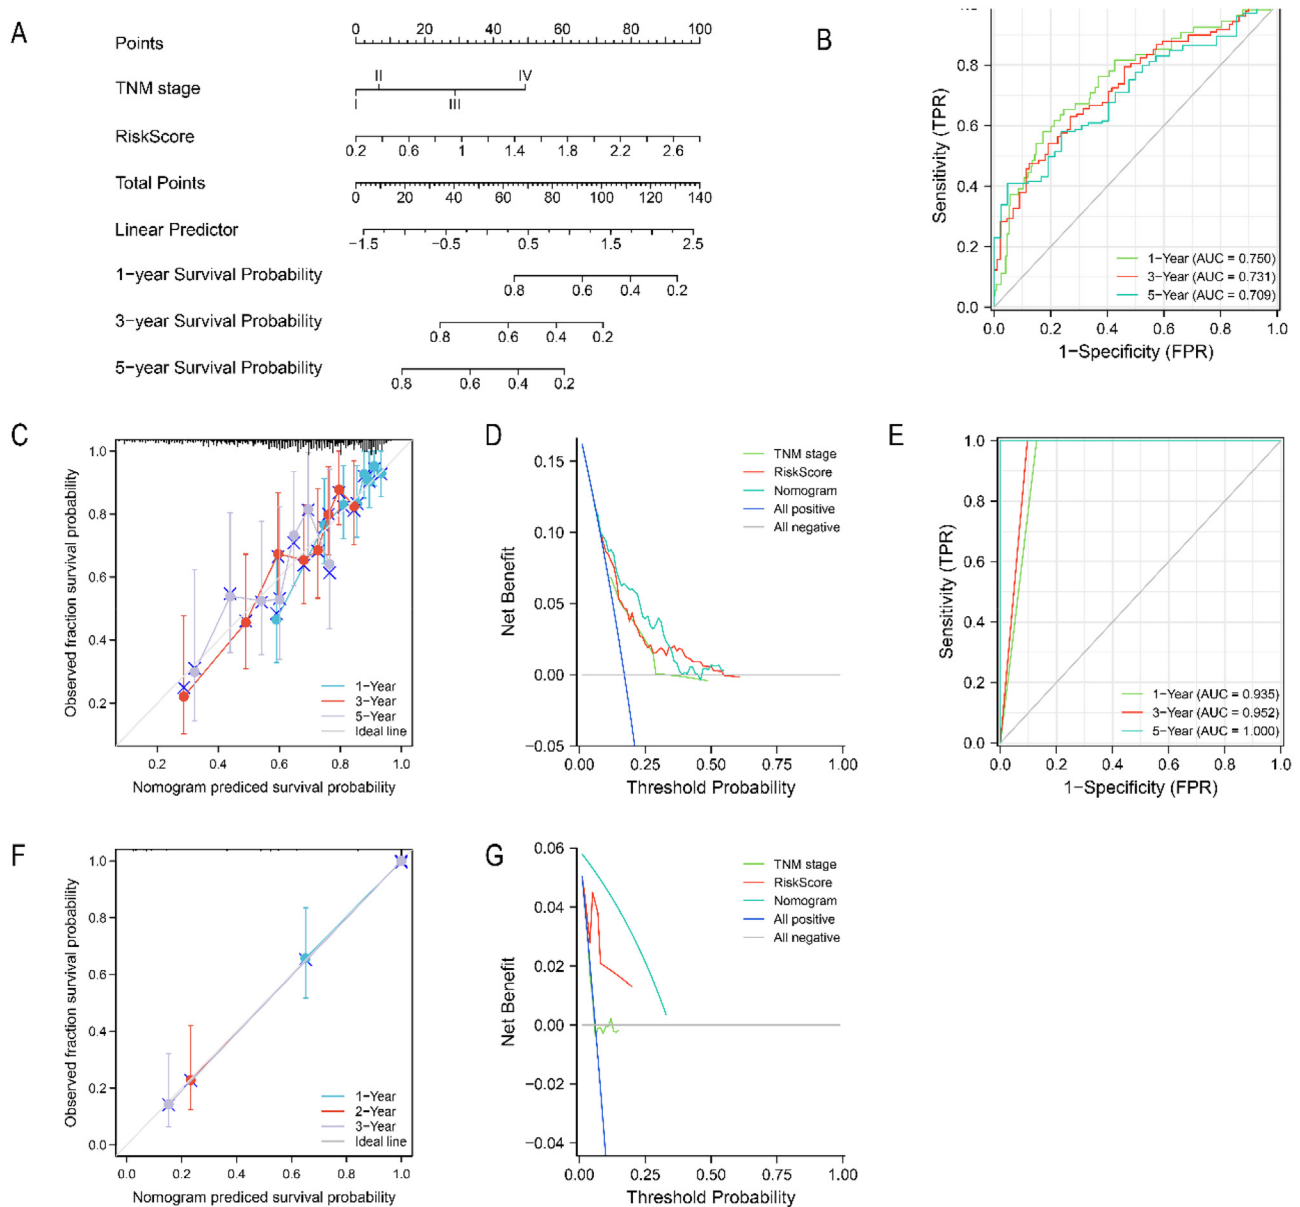 A
Points
0 20 40 60 80 100
TNM stage
II IV
I III
RiskScore
0.2 0.6 1 1.4 1.8 2.2 2.6
Total Points
0 20 40 60 80 100 120 140
Linear Predictor
−1.5 −0.5 0.5 1.5 2.5
1−year Survival Probability
0.8 0.6 0.4 0.2
3−year Survival Probability
0.8 0.6 0.4 0.2
5−year Survival Probability
0.8 0.6 0.4 0.2
B
Sensitivity (TPR)
0.8
0.6
0.4
0.2
0.0
1−Year (AUC = 0.750)
3−Year (AUC = 0.731)
5−Year (AUC = 0.709)
0.0 0.2 0.4 0.6 0.8 1.0
1−Specificity (FPR)
C
Observed fraction survival probability
1.0
0.8
0.6
0.4
0.2
1−Year
3−Year
5−Year
Ideal line
0.2 0.4 0.6 0.8 1.0
Nomogram prediced survival probability
D
Net Benefit
0.15
0.10
0.05
0.00
−0.05
TNM stage
RiskScore
Nomogram
All positive
All negative
0.00 0.25 0.50 0.75 1.00
Threshold Probability
E
Sensitivity (TPR)
1.0
0.8
0.6
0.4
0.2
0.0
1−Year (AUC = 0.935)
3−Year (AUC = 0.952)
5−Year (AUC = 1.000)
0.0 0.2 0.4 0.6 0.8 1.0
1−Specificity (FPR)
F
Observed fraction survival probability
1.0
0.8
0.6
0.4
0.2
0.0
1−Year
2−Year
3−Year
Ideal line
0.0 0.2 0.4 0.6 0.8 1.0
Nomogram prediced survival probability
G
Net Benefit
0.06
0.04
0.02
0.00
−0.02
−0.04
TNM stage
RiskScore
Nomogram
All positive
All negative
0.00 0.25 0.50 0.75 1.00
Threshold Probability